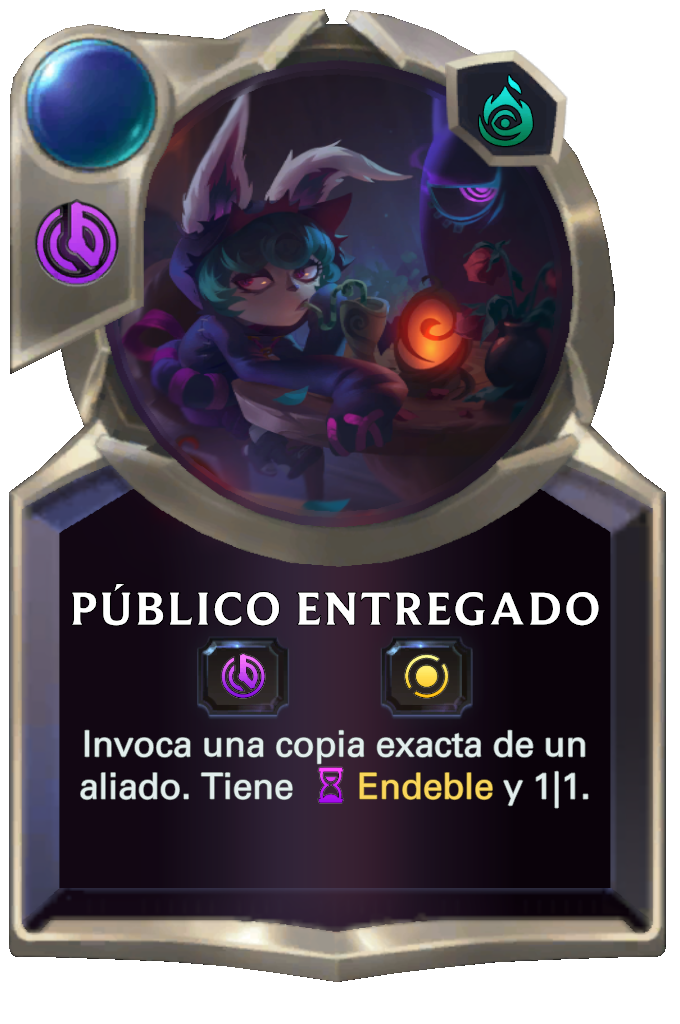 PÚBLICO ENTREGADO
Invoca una copia exacta de un
aliado. Tiene Endeble y 1|1.